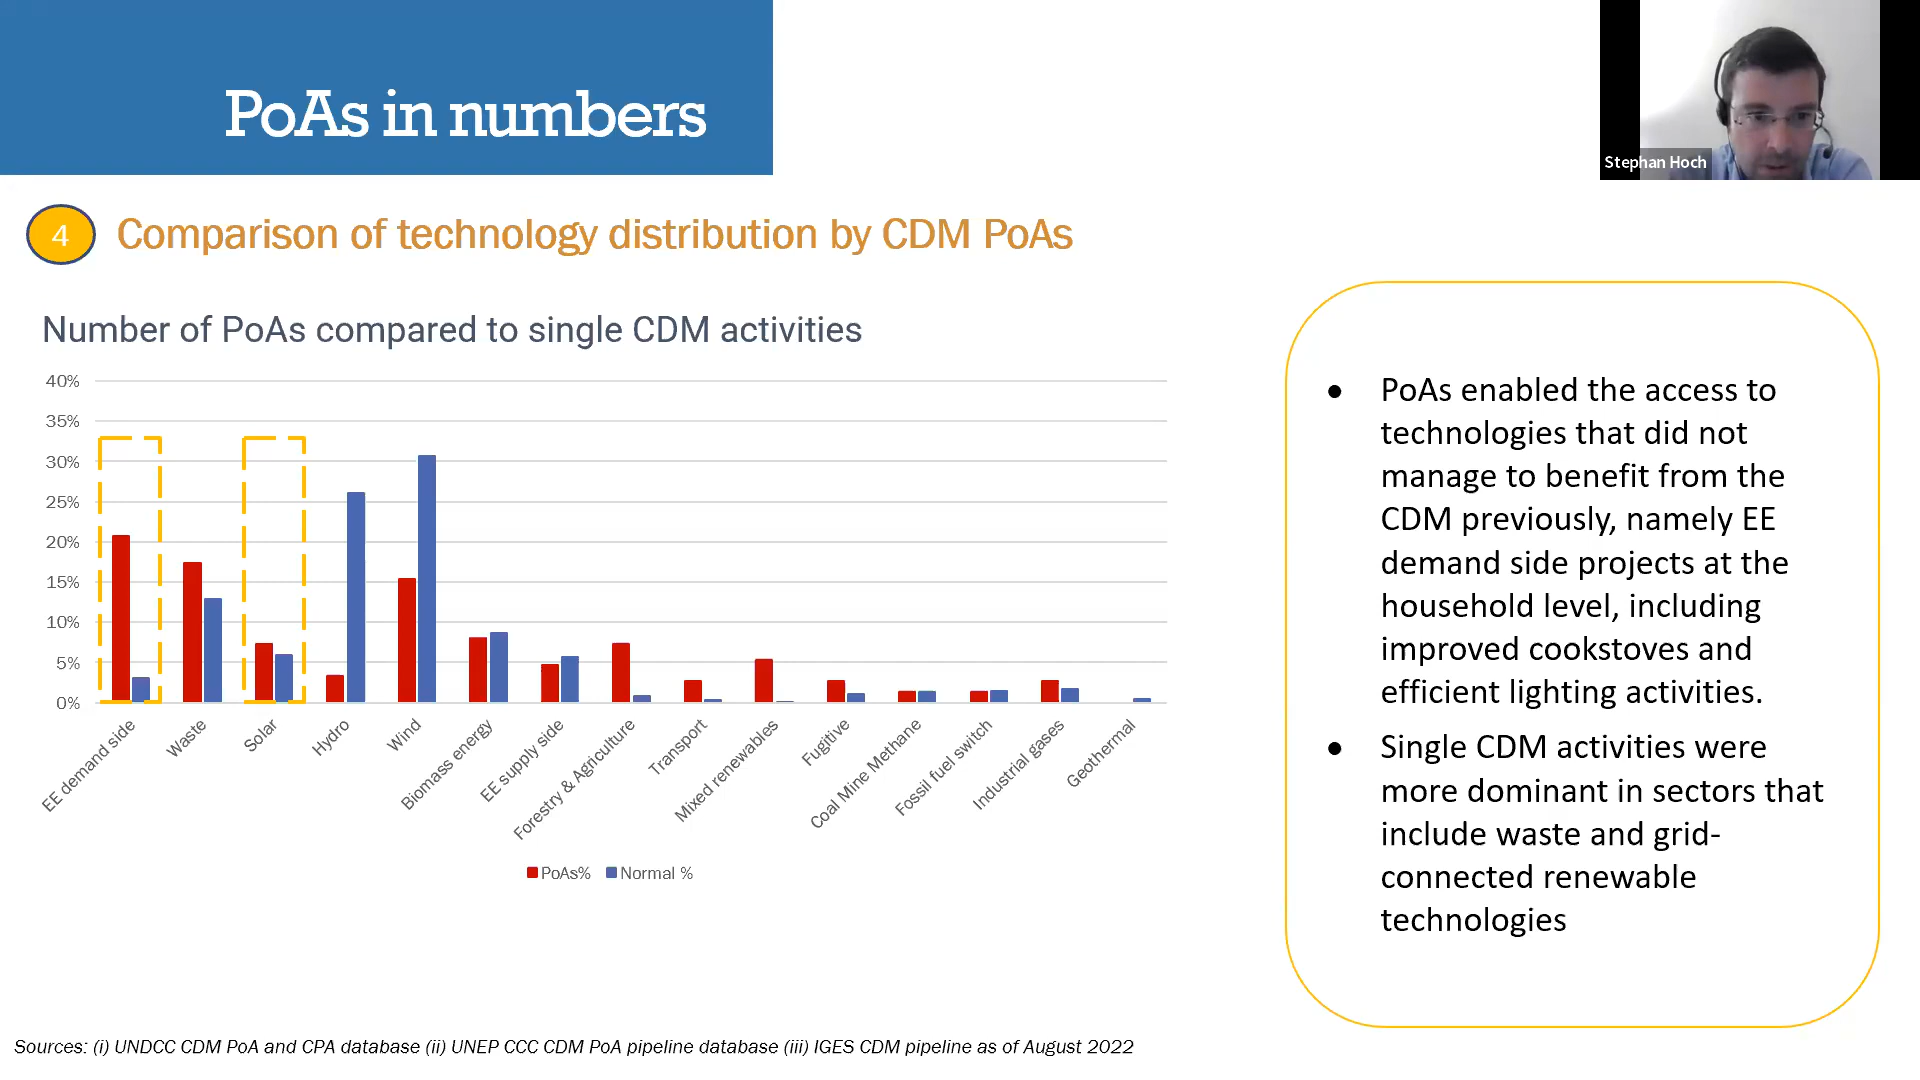 PoAs in numbers
Stephan Hoch
4
Comparison of technology distribution by CDM PoAs
Number of PoAs compared to single CDM activities
40%
35%
30%
25%
20%
15%
10%
5%
0%
EE demand side
Waste
Solar
Hydro
Wind
Biomass energy
EE supply side
Forestry & Agriculture
Transport
Mixed renewables
Fugitive
Coal Mine Methane
Fossil fuel switch
Industrial gases
Geothermal
PoAs% Normal %
● PoAs enabled the access to
technologies that did not
manage to benefit from the
CDM previously, namely EE
demand side projects at the
household level, including
improved cookstoves and
efficient lighting activities.
● Single CDM activities were
more dominant in sectors that
include waste and grid-
connected renewable
technologies
Sources: (i) UNDCC CDM PoA and CPA database (ii) UNEP CCC CDM PoA pipeline database (iii) IGES CDM pipeline as of August 2022